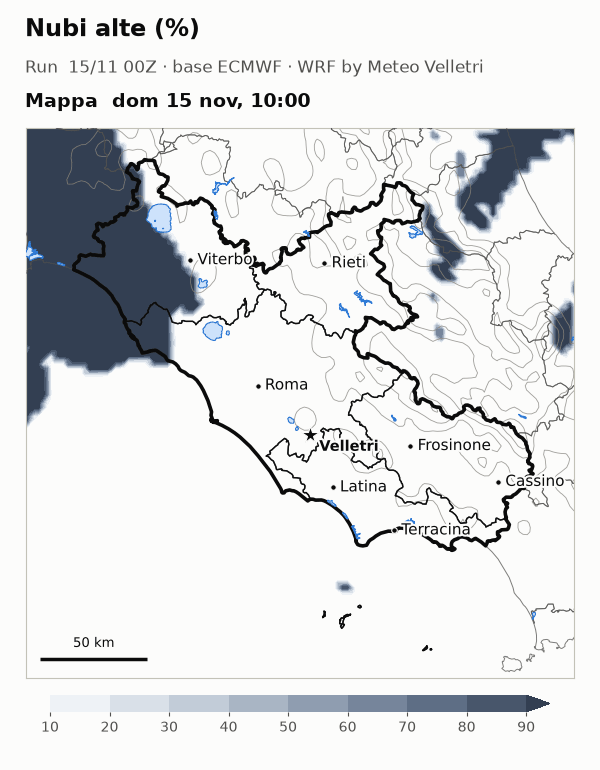 Nubi alte (%)
Run 15/11 00Z · base ECMWF · WRF by Meteo Velletri
Mappa dom 15 nov, 10:00
Viterbo
Rieti
Roma
Velletri
Frosinone
Latina
Cassino
Terracina
50 km
10 20 30 40 50 60 70 80 90